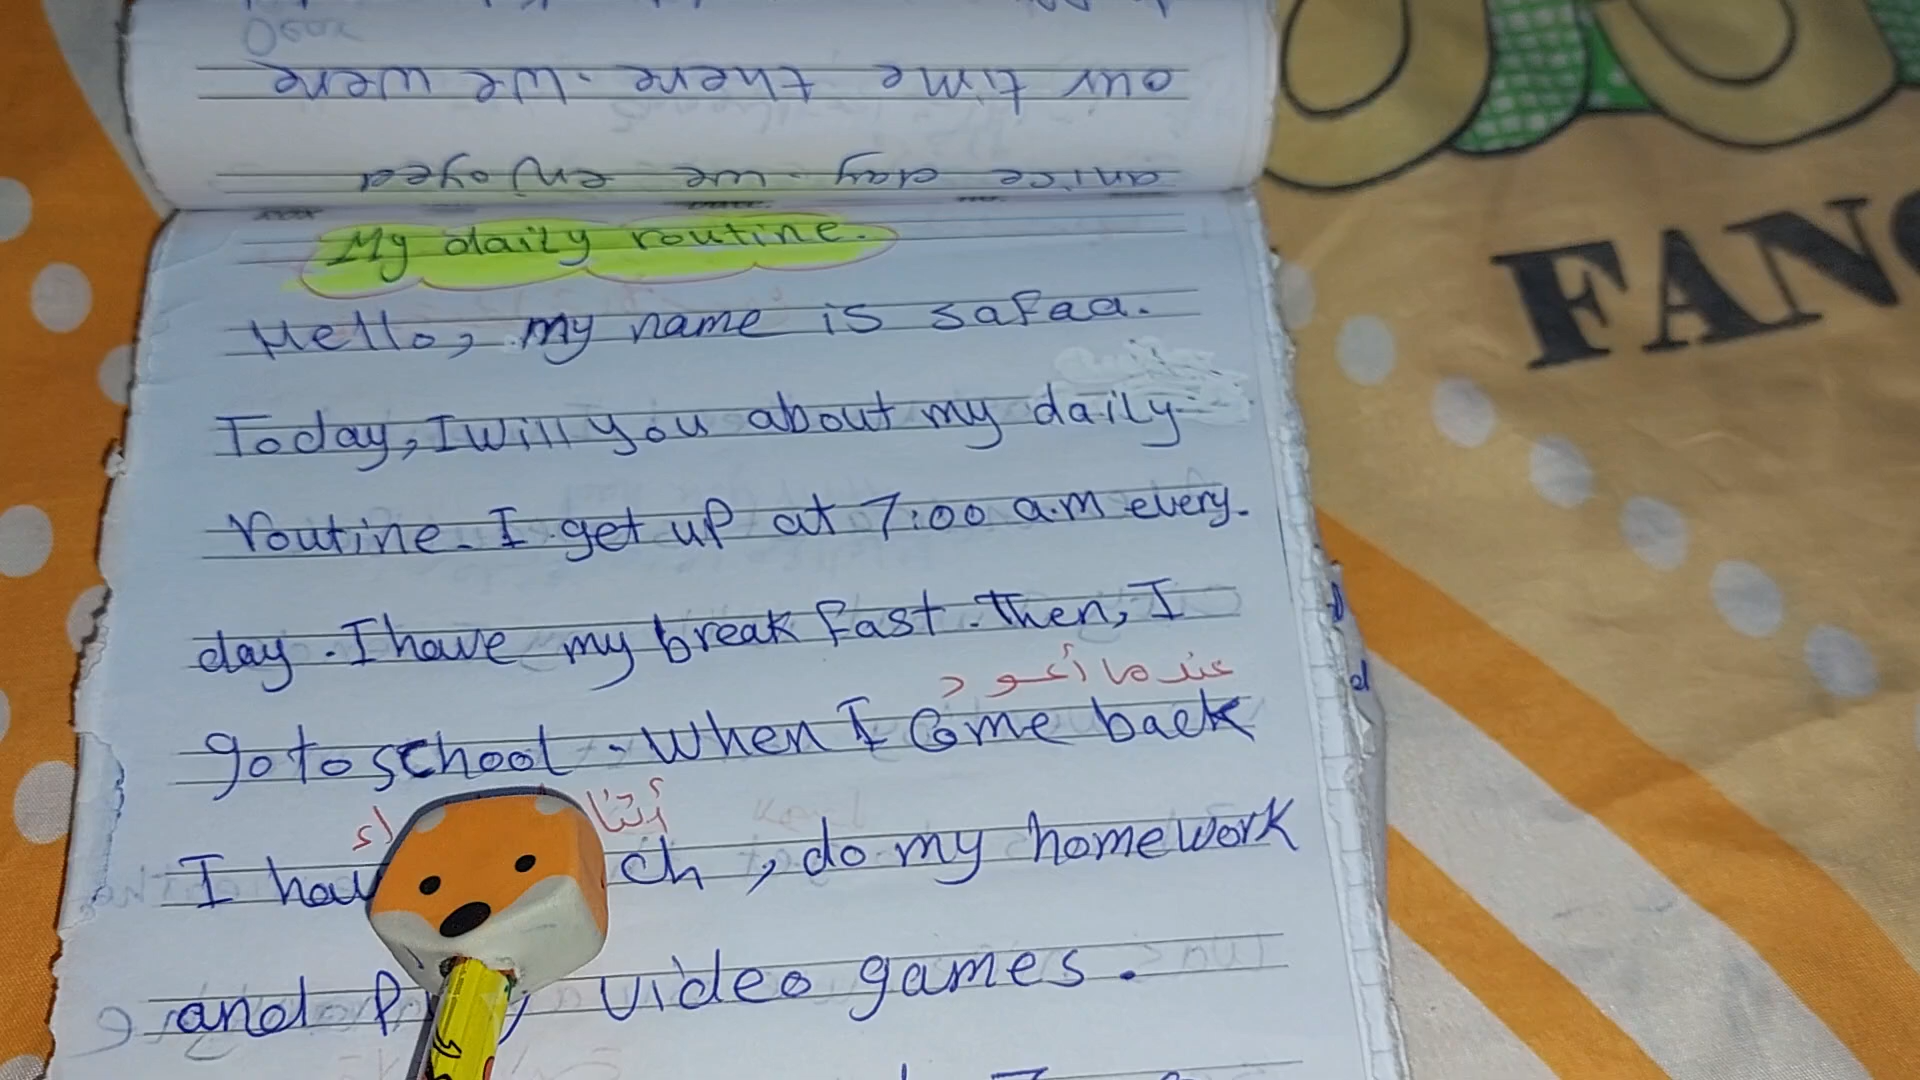 our time there. We were
a nice day. we enjoyed
My daily routine.
Hello, my name is safaa.
Today, I will you about my daily
routine. I get up at 7:00 a.m every.
day. I have my break fast. Then, I
عندما أعود
go to school. When I come back
I ch, do my homework
and video games.
FAN